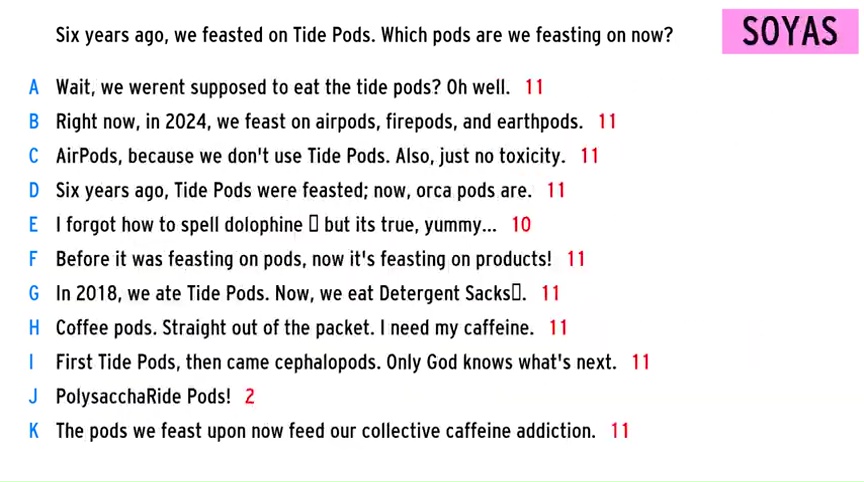 Six years ago, we feasted on Tide Pods. Which pods are we feasting on now?
SOYAS
A Wait, we werent supposed to eat the tide pods? Oh well. 11
B Right now, in 2024, we feast on airpods, firepods, and earthpods. 11
C AirPods, because we don't use Tide Pods. Also, just no toxicity. 11
D Six years ago, Tide Pods were feasted; now, orca pods are. 11
E I forgot how to spell dolophine ▯ but its true, yummy... 10
F Before it was feasting on pods, now it's feasting on products! 11
G In 2018, we ate Tide Pods. Now, we eat Detergent Sacks▯. 11
H Coffee pods. Straight out of the packet. I need my caffeine. 11
I First Tide Pods, then came cephalopods. Only God knows what's next. 11
J PolysacchaRide Pods! 2
K The pods we feast upon now feed our collective caffeine addiction. 11